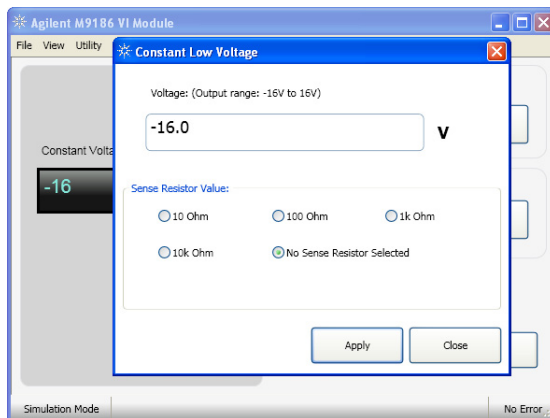 Agilent M9186 VI Module
File View Utility
Constant Low Voltage
Voltage: (Output range: -16V to 16V)
-16.0
V
Constant Volta
-16
Sense Resistor Value:
10 Ohm
100 Ohm
1k Ohm
10k Ohm
No Sense Resistor Selected
Apply
Close
Simulation Mode
No Error